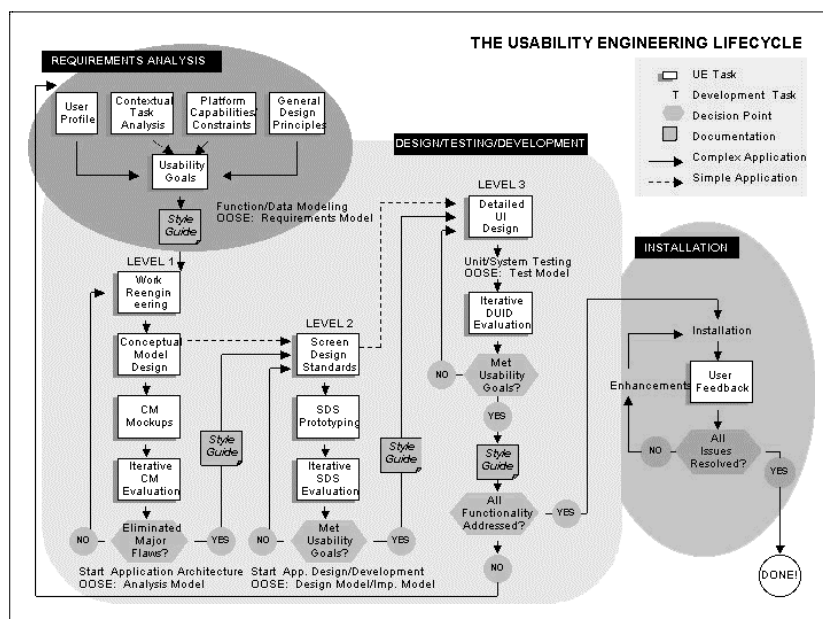 THE USABILITY ENGINEERING LIFECYCLE
REQUIREMENTS ANALYSIS
User
Profile
Contextual
Task
Analysis
Platform
Capabilities/
Constraints
General
Design
Principles
Usability
Goals
Style
Guide
Function/Data Modeling
OOSE: Requirements Model
UE Task
T Development Task
Decision Point
Documentation
Complex Application
Simple Application
DESIGN/TESTING/DEVELOPMENT
LEVEL 1
Work
Reengin
eering
Conceptual
Model
Design
CM
Mockups
Iterative
CM
Evaluation
NO
Eliminated
Major
Flaws?
YES
Style
Guide
Start Application Architecture
OOSE: Analysis Model
LEVEL 2
Screen
Design
Standards
SDS
Prototyping
Iterative
SDS
Evaluation
NO
Met
Usability
Goals?
YES
Style
Guide
Start App. Design/Development
OOSE: Design Model/Imp. Model
LEVEL 3
Detailed
UI
Design
Unit/System Testing
OOSE: Test Model
Iterative
DUID
Evaluation
NO
Met
Usability
Goals?
YES
Style
Guide
All
Functionality
Addressed?
YES
NO
INSTALLATION
Installation
Enhancements
User
Feedback
NO
All
Issues
Resolved?
YES
DONE!